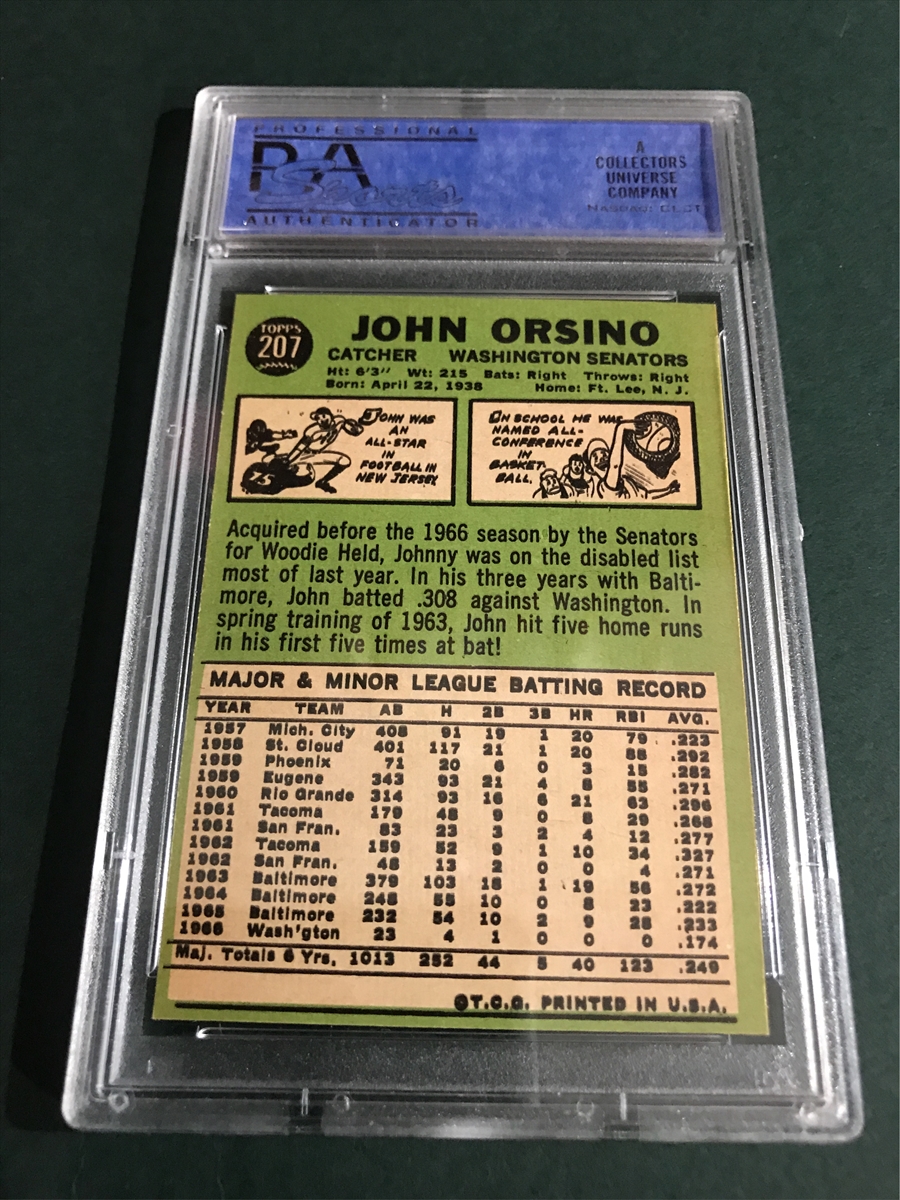 PROFESSIONAL
PSA
Sports
AUTHENTICATOR
A
COLLECTORS
UNIVERSE
COMPANY
NASDAQ: CLCT
TOPPS
207
JOHN ORSINO
CATCHER WASHINGTON SENATORS
Ht: 6'3" Wt: 215 Bats: Right Throws: Right
Born: April 22, 1938 Home: Ft. Lee, N. J.
JOHN WAS
AN
ALL-STAR
IN
FOOTBALL IN
NEW JERSEY.
IN SCHOOL HE WAS
NAMED ALL-
CONFERENCE
IN
BASKET-
BALL.
Acquired before the 1966 season by the Senators
for Woodie Held, Johnny was on the disabled list
most of last year. In his three years with Balti-
more, John batted .308 against Washington. In
spring training of 1963, John hit five home runs
in his first five times at bat!
MAJOR & MINOR LEAGUE BATTING RECORD
YEAR TEAM AB H 2B 3B HR RBI AVG.
1957 Mich. City 408 91 19 1 20 79 .223
1958 St. Cloud 401 117 21 1 20 88 .292
1959 Phoenix 71 20 6 0 3 15 .282
1959 Eugene 343 93 21 4 8 55 .271
1960 Rio Grande 314 93 16 6 21 63 .296
1961 Tacoma 179 48 9 0 8 29 .268
1961 San Fran. 83 23 3 2 4 12 .277
1962 Tacoma 159 52 9 1 10 34 .327
1962 San Fran. 48 13 2 0 0 4 .271
1963 Baltimore 379 103 18 1 19 56 .272
1964 Baltimore 248 55 10 0 8 23 .222
1965 Baltimore 232 54 10 2 9 28 .233
1966 Wash'gton 23 4 1 0 0 0 .174
Maj. Totals 6 Yrs. 1013 252 44 5 40 123 .249
©T.C.G. PRINTED IN U.S.A.